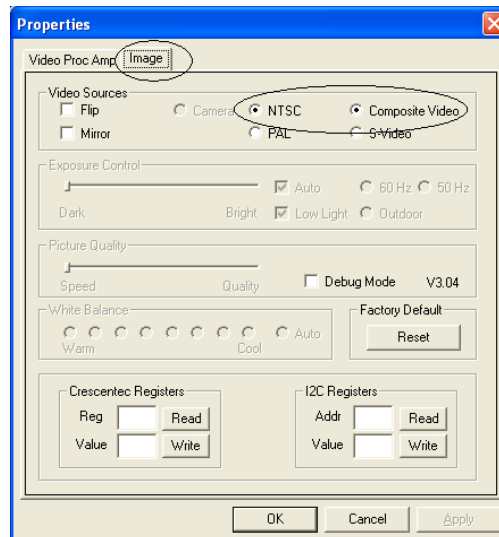 Properties
Video Proc Amp Image
Video Sources
Flip Camera NTSC Composite Video
Mirror PAL S-Video
Exposure Control
Auto 60 Hz 50 Hz
Dark Bright Low Light Outdoor
Picture Quality
Speed Quality Debug Mode V3.04
White Balance Factory Default
Auto Reset
Warm Cool
Crescentec Registers I2C Registers
Reg Read Addr Read
Value Write Value Write
OK Cancel Apply